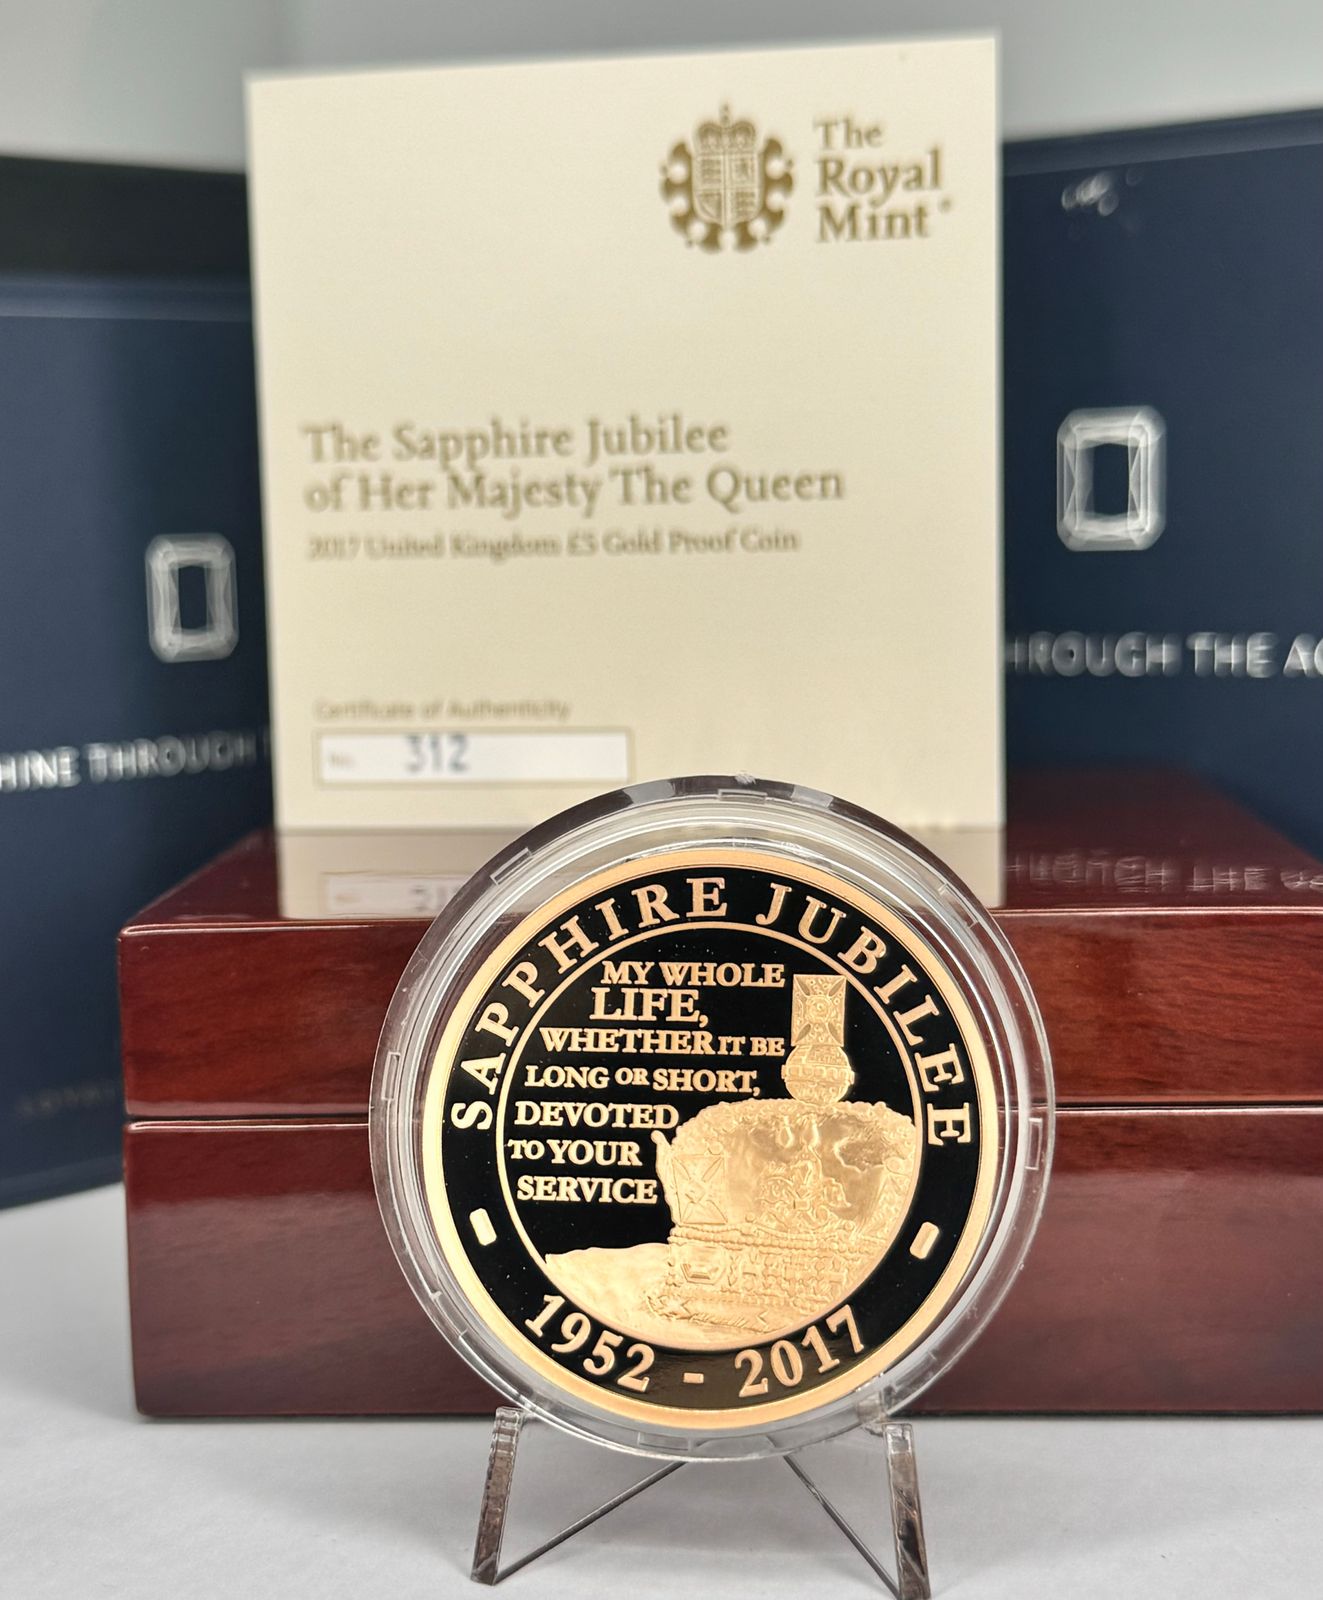 The
Royal
Mint
The Sapphire Jubilee
of Her Majesty The Queen
2017 United Kingdom £5 Gold Proof Coin
Certificate of Authenticity
No. 312
HINE THROUGH
HROUGH THE AG
SAPPHIRE JUBILEE
MY WHOLE
LIFE,
WHETHER IT BE
LONG OR SHORT,
DEVOTED
TO YOUR
SERVICE
1952 - 2017